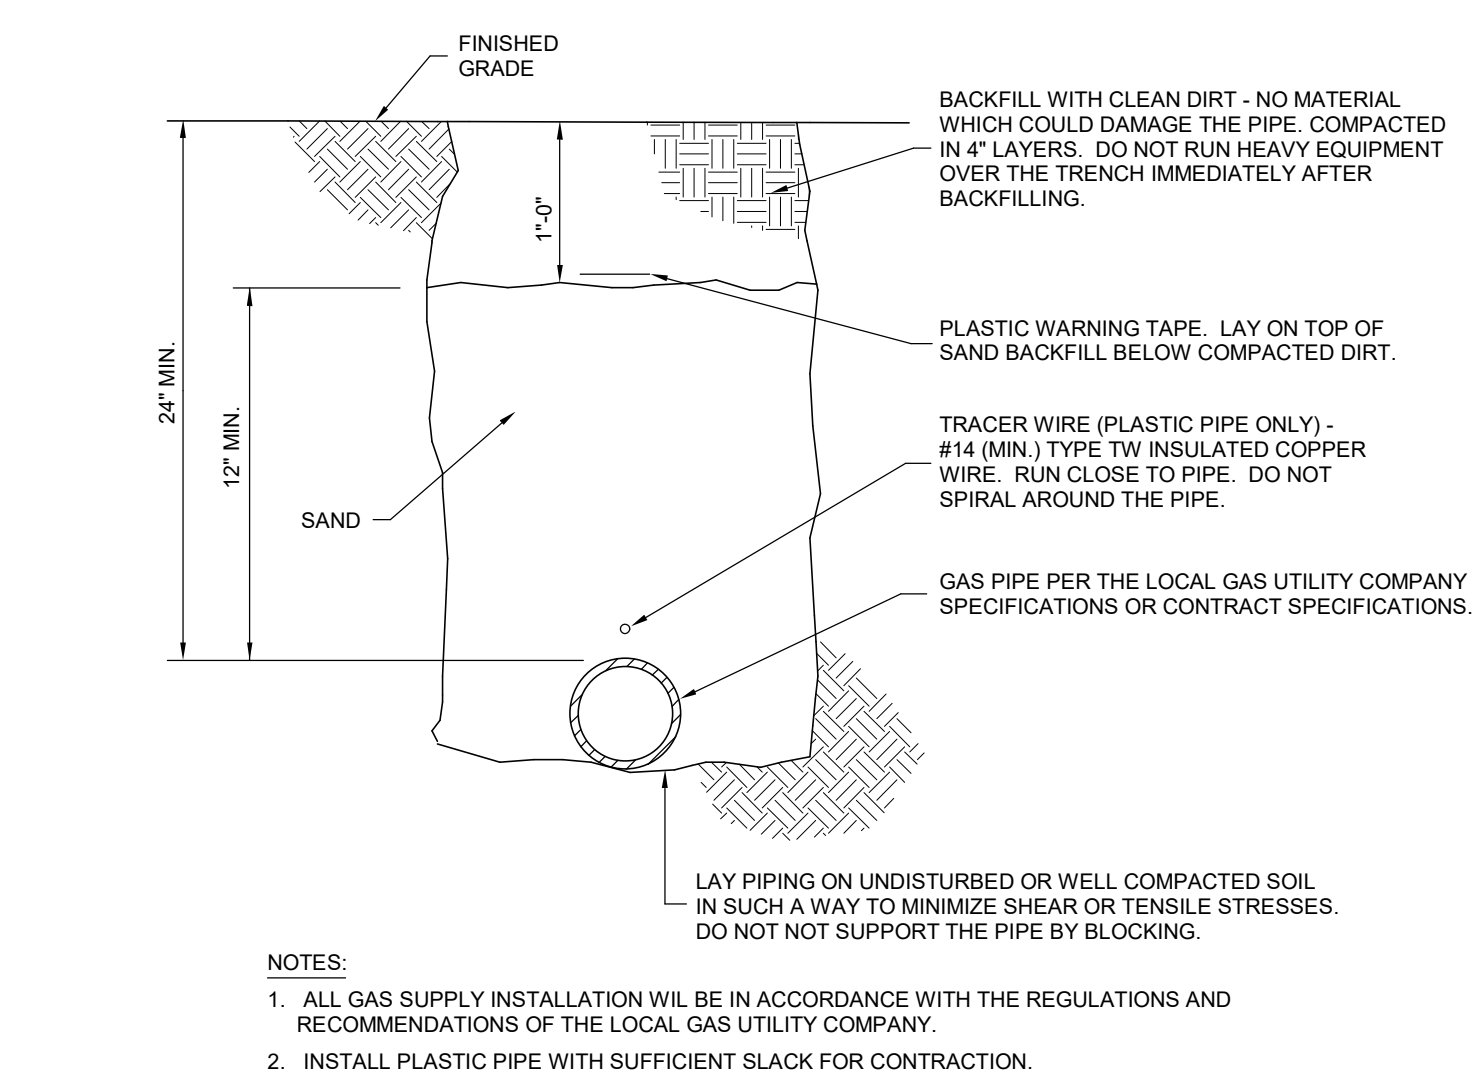 FINISHED
GRADE
BACKFILL WITH CLEAN DIRT - NO MATERIAL
WHICH COULD DAMAGE THE PIPE. COMPACTED
IN 4" LAYERS. DO NOT RUN HEAVY EQUIPMENT
OVER THE TRENCH IMMEDIATELY AFTER
BACKFILLING.
1"-0"
PLASTIC WARNING TAPE. LAY ON TOP OF
SAND BACKFILL BELOW COMPACTED DIRT.
24" MIN.
12" MIN.
TRACER WIRE (PLASTIC PIPE ONLY) -
#14 (MIN.) TYPE TW INSULATED COPPER
WIRE. RUN CLOSE TO PIPE. DO NOT
SPIRAL AROUND THE PIPE.
SAND
GAS PIPE PER THE LOCAL GAS UTILITY COMPANY
SPECIFICATIONS OR CONTRACT SPECIFICATIONS.
LAY PIPING ON UNDISTURBED OR WELL COMPACTED SOIL
IN SUCH A WAY TO MINIMIZE SHEAR OR TENSILE STRESSES.
DO NOT NOT SUPPORT THE PIPE BY BLOCKING.
NOTES:
1. ALL GAS SUPPLY INSTALLATION WIL BE IN ACCORDANCE WITH THE REGULATIONS AND
RECOMMENDATIONS OF THE LOCAL GAS UTILITY COMPANY.
2. INSTALL PLASTIC PIPE WITH SUFFICIENT SLACK FOR CONTRACTION.